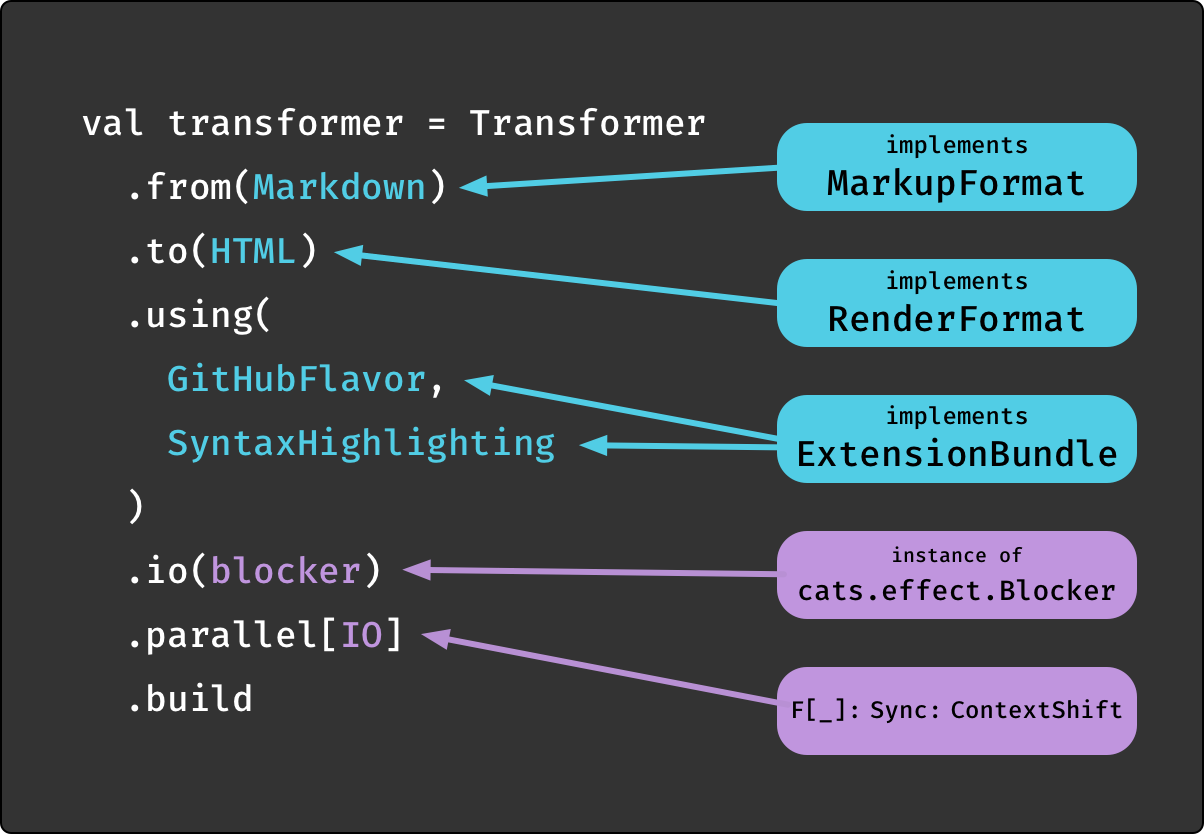 val transformer = Transformer
.from(Markdown)
.to(HTML)
.using(
GitHubFlavor,
SyntaxHighlighting
)
.io(blocker)
.parallel[IO]
.build
implements
MarkupFormat
implements
RenderFormat
implements
ExtensionBundle
instance of
cats.effect.Blocker
F[_]: Sync: ContextShift